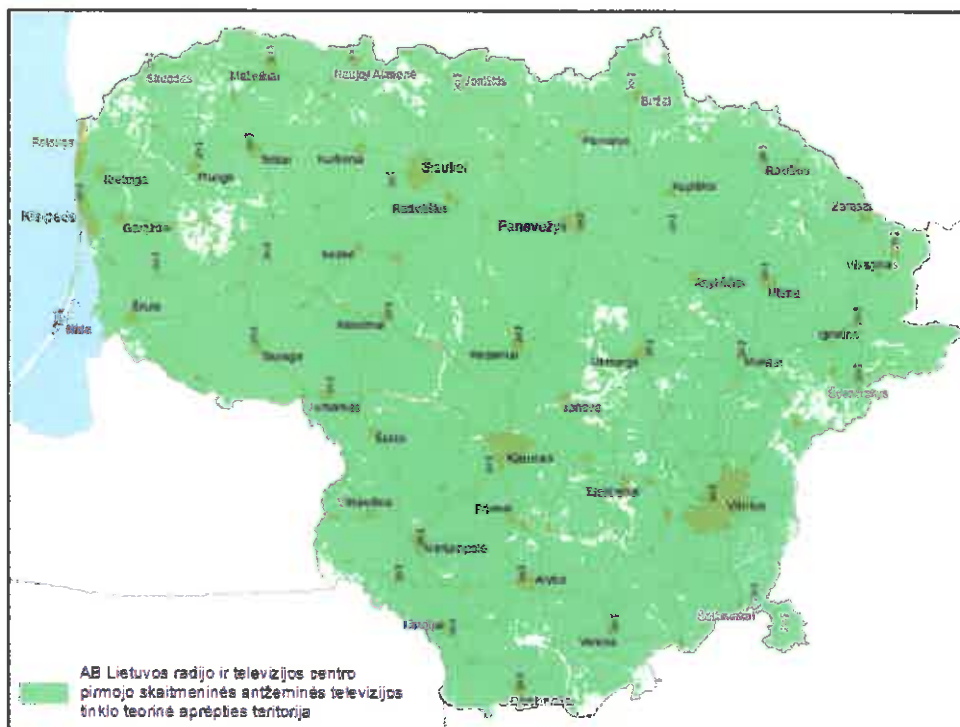 Skuodas
Mažeikiai
Naujoji Akmenė
Joniškis
Biržai
Palanga
Kretinga
Plungė
Telšiai
Kuršėnai
Šiauliai
Radviliškis
Pasvalys
Kupiškis
Rokiškis
Zarasai
Klaipėda
Gargždai
Panevėžys
Visaginas
Kelmė
Anykščiai
Utena
Nida
Šilutė
Raseiniai
Ignalina
Tauragė
Kėdainiai
Ukmergė
Molėtai
Švenčionys
Jurbarkas
Jonava
Šakiai
Kaunas
Elektrėnai
Vilnius
Vilkaviškis
Marijampolė
Alytus
Šalčininkai
Lazdijai
Varėna
AB Lietuvos radijo ir televizijos centro
pirmojo skaitmeninės antžeminės televizijos
tinklo teorinė aprėpties teritorija